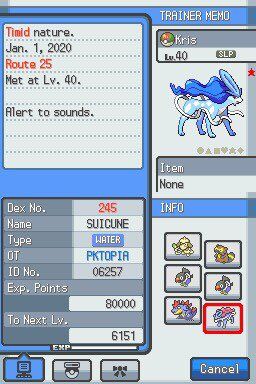 TRAINER MEMO
Timid nature.
Jan. 1, 2020
Route 25
Met at Lv. 40.
Alert to sounds.
Kris
Lv.40 SLP
Item
None
Dex No. 245
Name SUICUNE
Type WATER
OT PKTOPIA
ID No. 06257
Exp. Points
80000
To Next Lv.
6151
EXP
INFO
Cancel